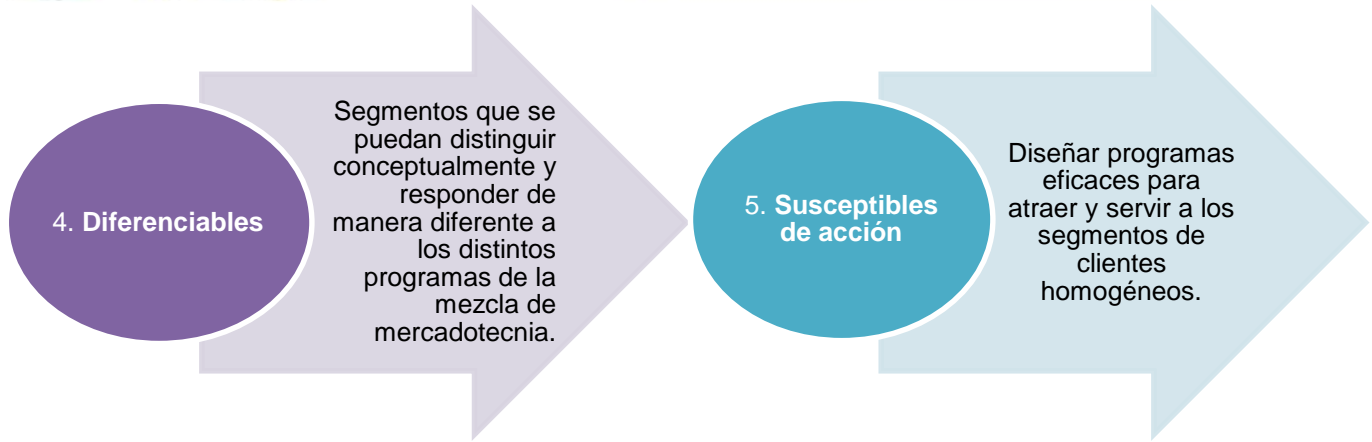 4. Diferenciables
Segmentos que se
puedan distinguir
conceptualmente y
responder de
manera diferente a
los distintos
programas de la
mezcla de
mercadotecnia.
5. Susceptibles
de acción
Diseñar programas
eficaces para
atraer y servir a los
segmentos de
clientes
homogéneos.